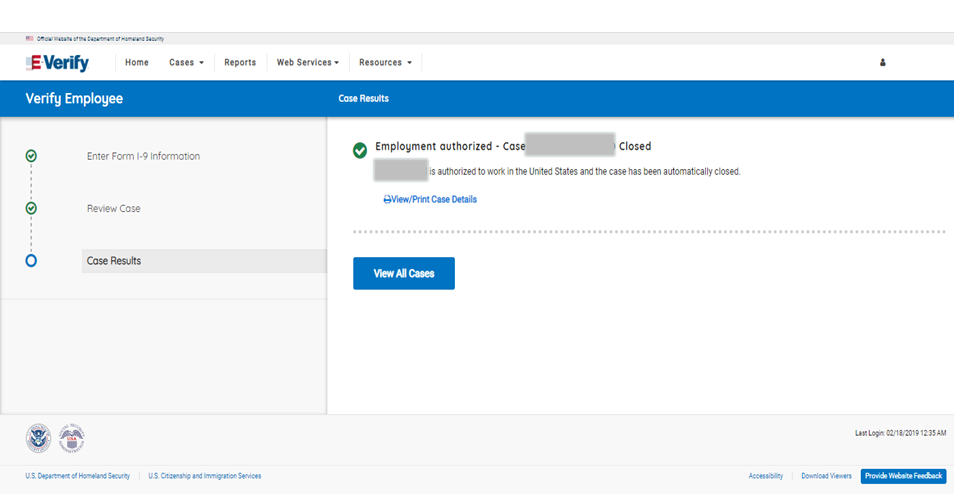 Official Website of the Department of Homeland Security
E-Verify Home Cases Reports Web Services Resources
Verify Employee Case Results
Enter Form I-9 Information
Review Case
Case Results
Employment authorized - Case Closed
is authorized to work in the United States and the case has been automatically closed.
View/Print Case Details
View All Cases
Last Login: 02/18/2019 12:35 AM
U.S. Department of Homeland Security U.S. Citizenship and Immigration Services Accessibility Download Viewers Provide Website Feedback